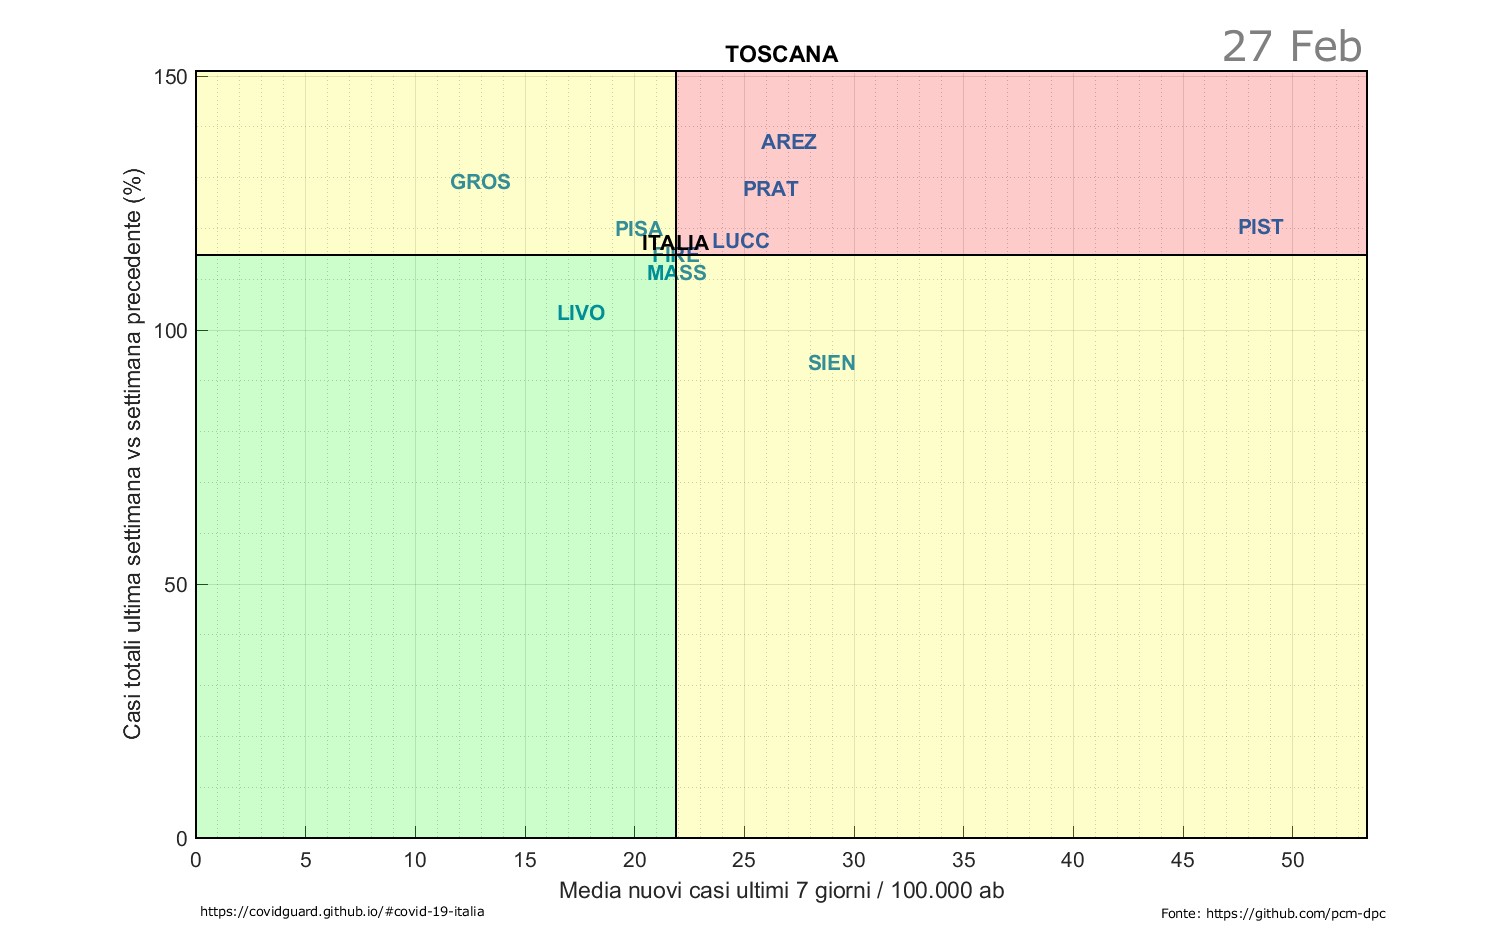 27 Feb
TOSCANA
150
AREZ
GROS
PRAT
PISA
PIST
ITALIA
LUCC
FIRE
MASS
LIVO
100
SIEN
50
0
Casi totali ultima settimana vs settimana precedente (%)
0 5 10 15 20 25 30 35 40 45 50
Media nuovi casi ultimi 7 giorni / 100.000 ab
https://covidguard.github.io/#covid-19-italia
Fonte: https://github.com/pcm-dpc